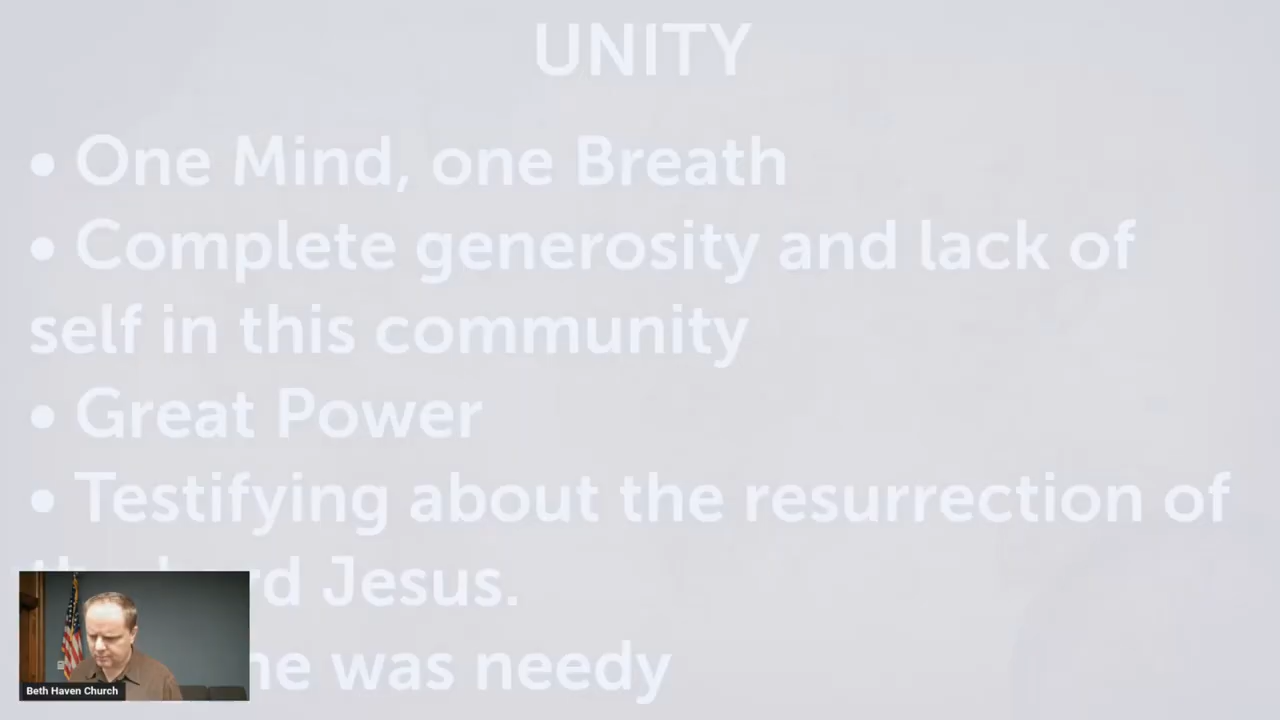 UNITY
• One Mind, one Breath
• Complete generosity and lack of
self in this community
• Great Power
• Testifying about the resurrection of
Jesus.
was needy
Beth Haven Church